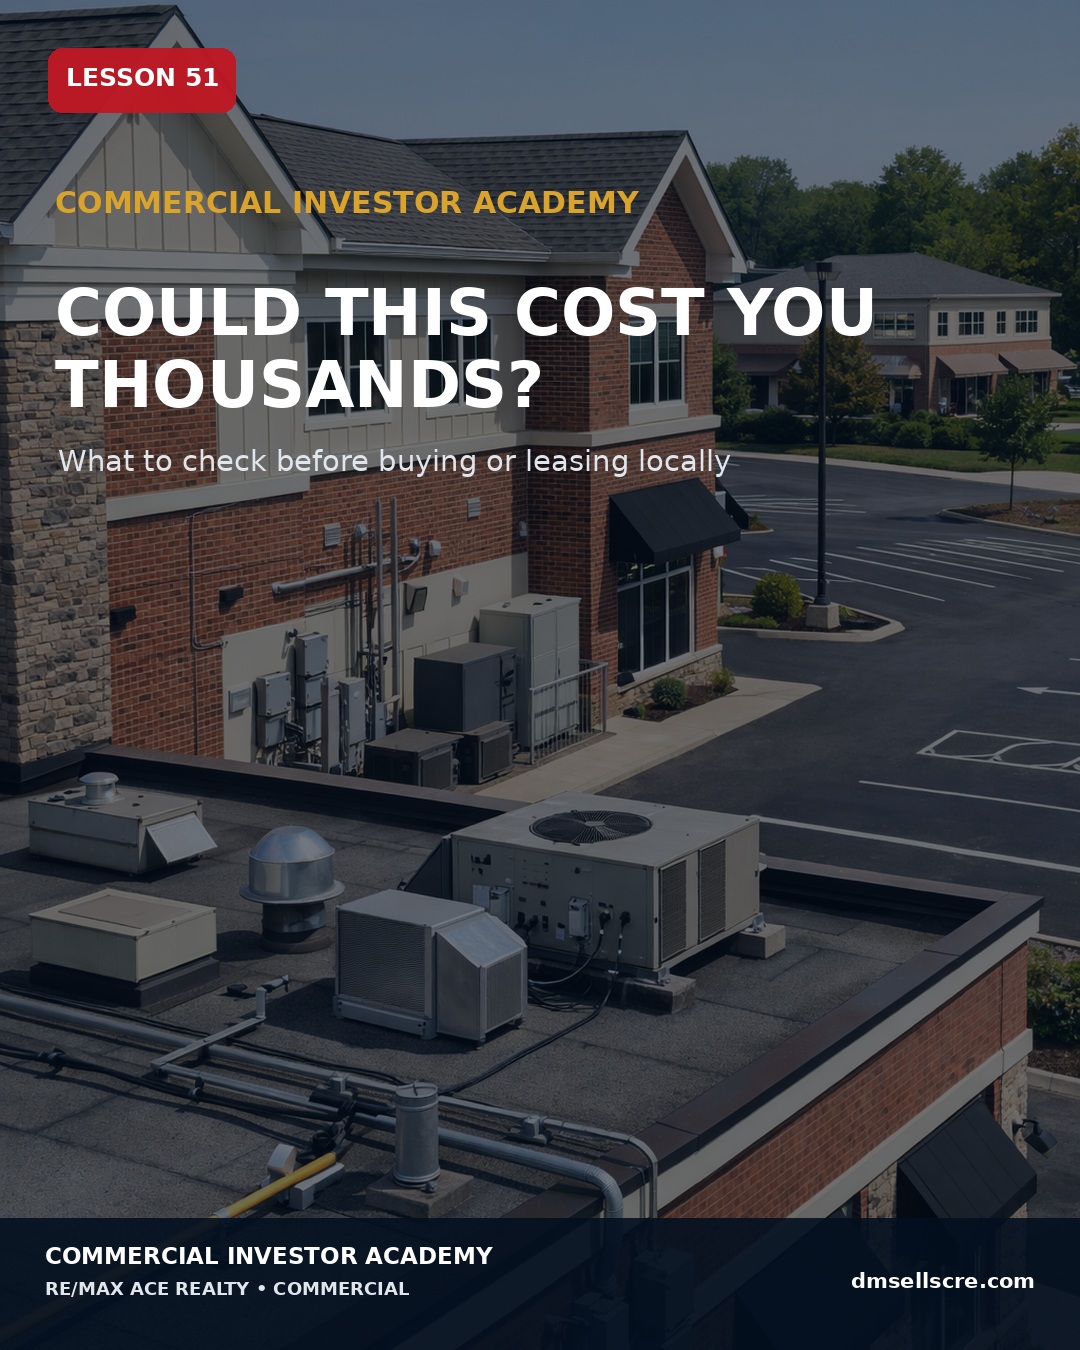 LESSON 51
COMMERCIAL INVESTOR ACADEMY
COULD THIS COST YOU
THOUSANDS?
What to check before buying or leasing locally
COMMERCIAL INVESTOR ACADEMY
RE/MAX ACE REALTY • COMMERCIAL
dmsellscre.com